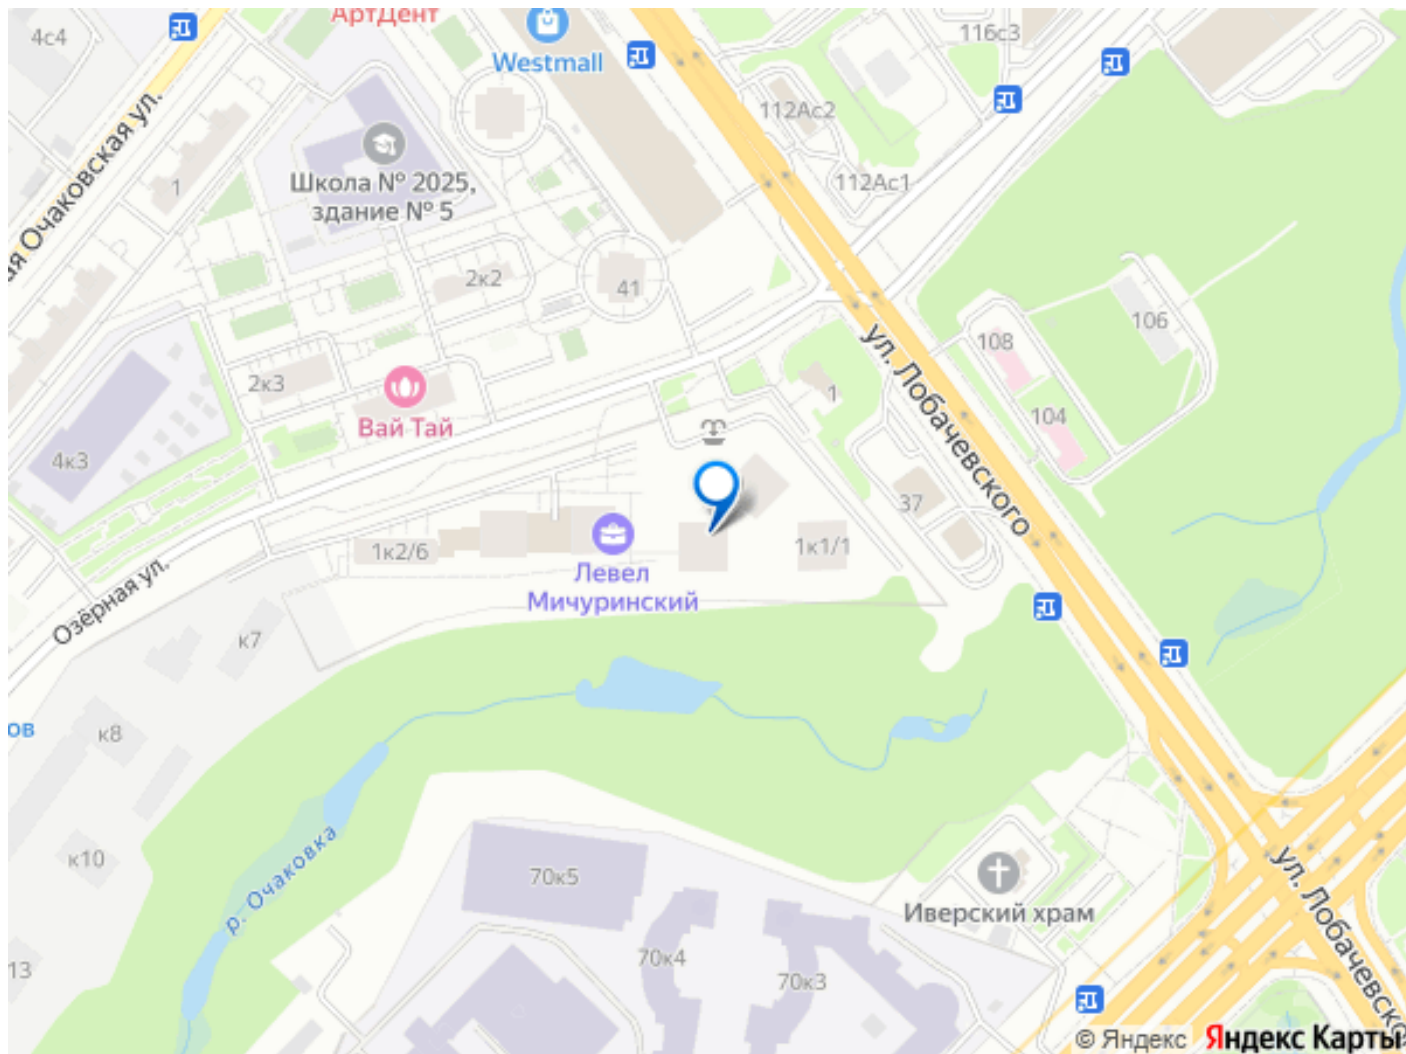 4с4
АртДент
Westmall
116с3
112Ас2
112Ас1
ая Очаковская ул.
1
Школа № 2025,
здание № 5
2к2
41
2к3
Вай Тай
4к3
108
106
104
1
ул. Лобачевского
37
1к2/6
1к1/1
Левел
Мичуринский
Озёрная ул.
к7
ов
к8
к10
р. Очаковка
13
70к5
70к4
70к3
Иверский храм
ул. Лобачевско
© Яндекс Яндекс Карты